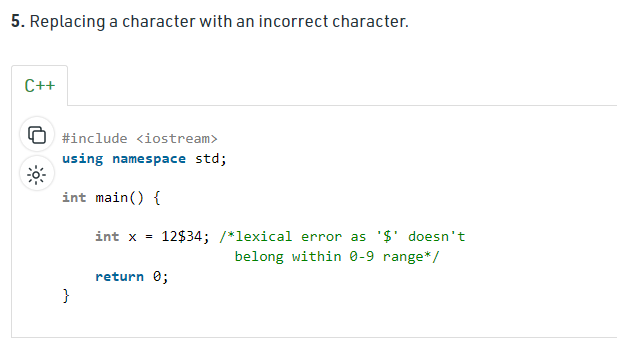 5. Replacing a character with an incorrect character.
C++
#include <iostream>
using namespace std;
int main() {
int x = 12$34; /*lexical error as '$' doesn't
belong within 0-9 range*/
return 0;
}